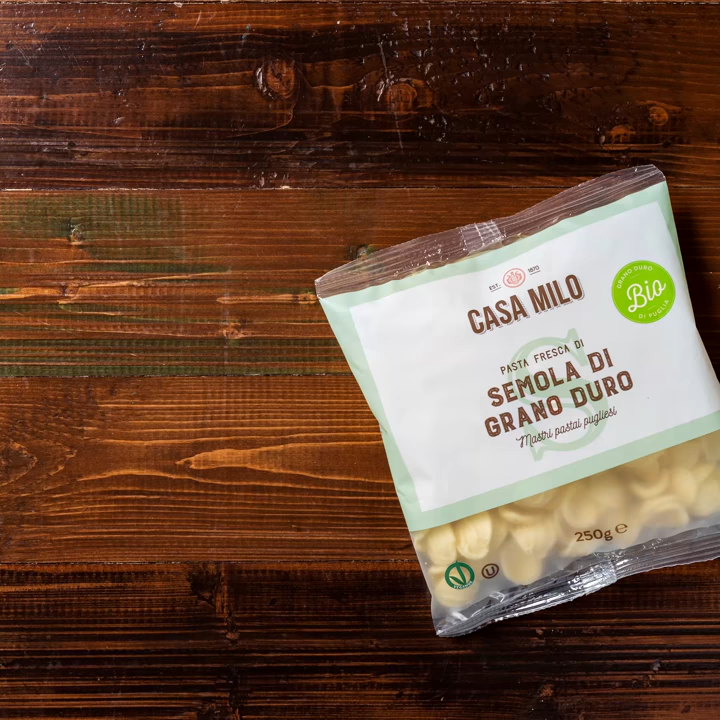 EST. 1870
CASA MILO
GRANO DURO
Bio
DI PUGLIA
PASTA FRESCA DI
S
SEMOLA DI
GRANO DURO
Mastri pastai pugliesi
250g ℮
V
U